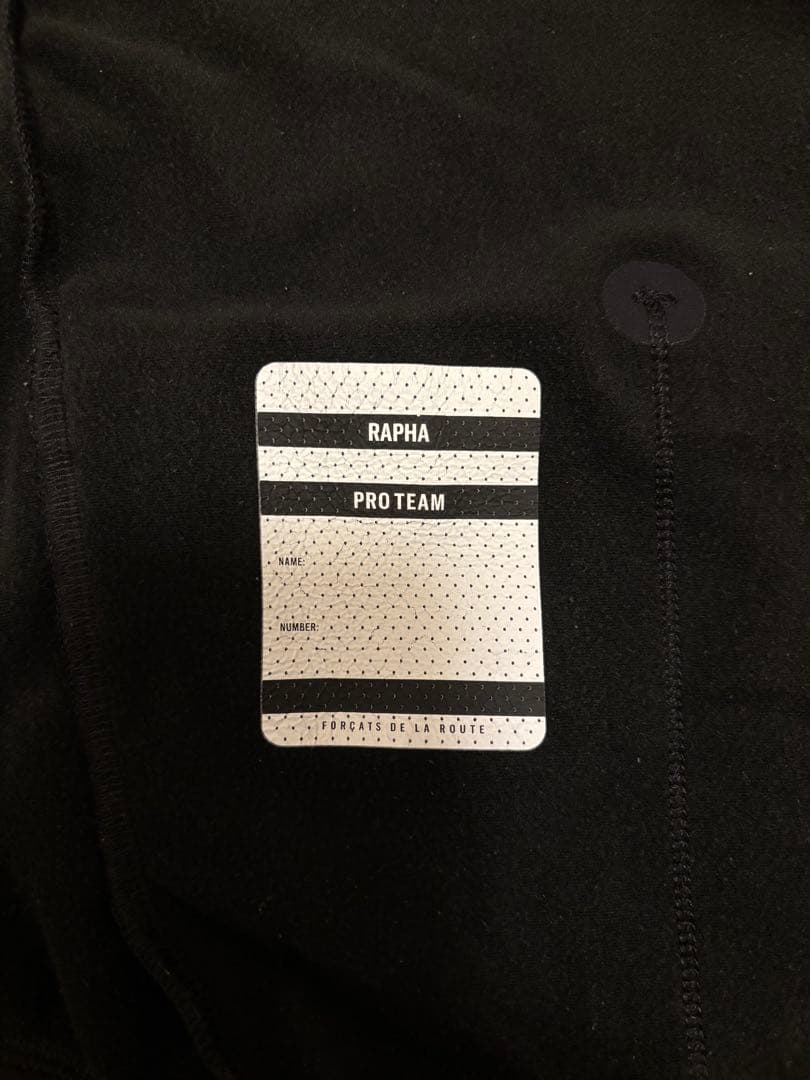 RAPHA
PRO TEAM
NAME:
NUMBER:
FORÇATS DE LA ROUTE